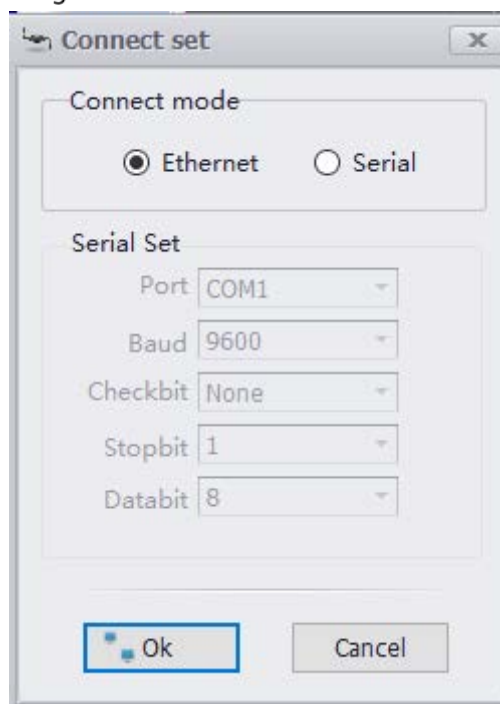 Connect set
Connect mode
Ethernet Serial
Serial Set
Port COM1
Baud 9600
Checkbit None
Stopbit 1
Databit 8
Ok Cancel